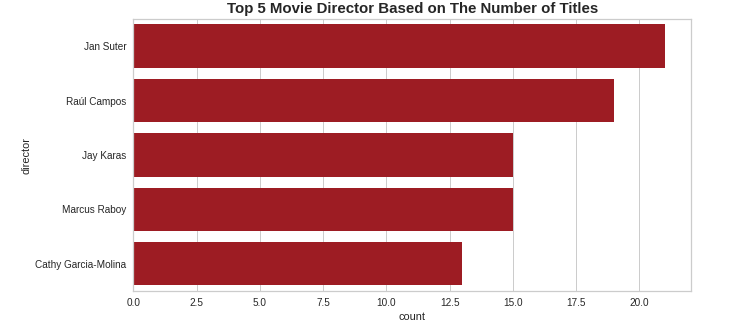 Top 5 Movie Director Based on The Number of Titles
Jan Suter
Raúl Campos
Jay Karas
Marcus Raboy
Cathy Garcia-Molina
director
0.0 2.5 5.0 7.5 10.0 12.5 15.0 17.5 20.0
count